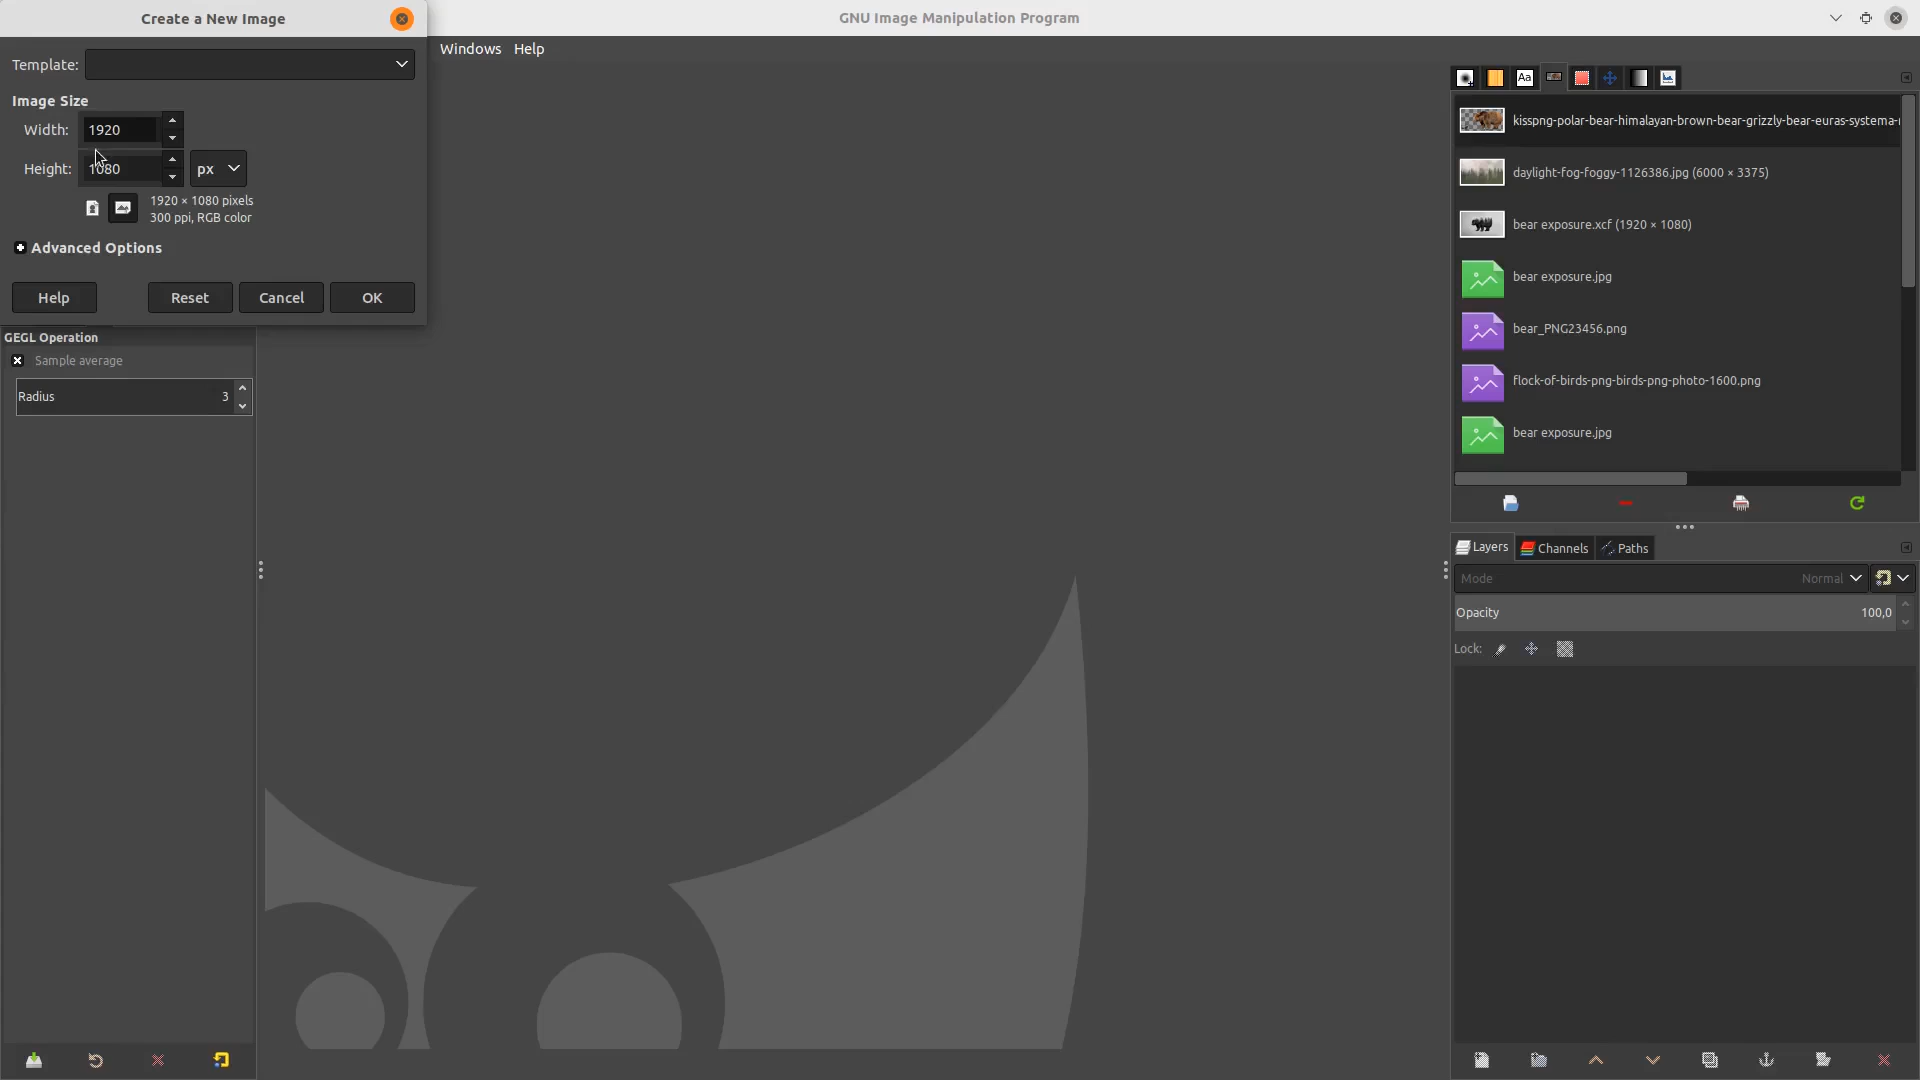 Create a New Image
GNU Image Manipulation Program
Windows Help
Template:
Image Size
Width: 1920
Height: 1080 px
1920 × 1080 pixels
300 ppi, RGB color
Advanced Options
Help Reset Cancel OK
GEGL Operation
Sample average
Radius 3
Aa
kisspng-polar-bear-himalayan-brown-bear-grizzly-bear-euras-systema-
daylight-fog-foggy-1126386.jpg (6000 × 3375)
bear exposure.xcf (1920 × 1080)
bear exposure.jpg
bear_PNG23456.png
flock-of-birds-png-birds-png-photo-1600.png
bear exposure.jpg
Layers Channels Paths
Mode Normal
Opacity 100,0
Lock: